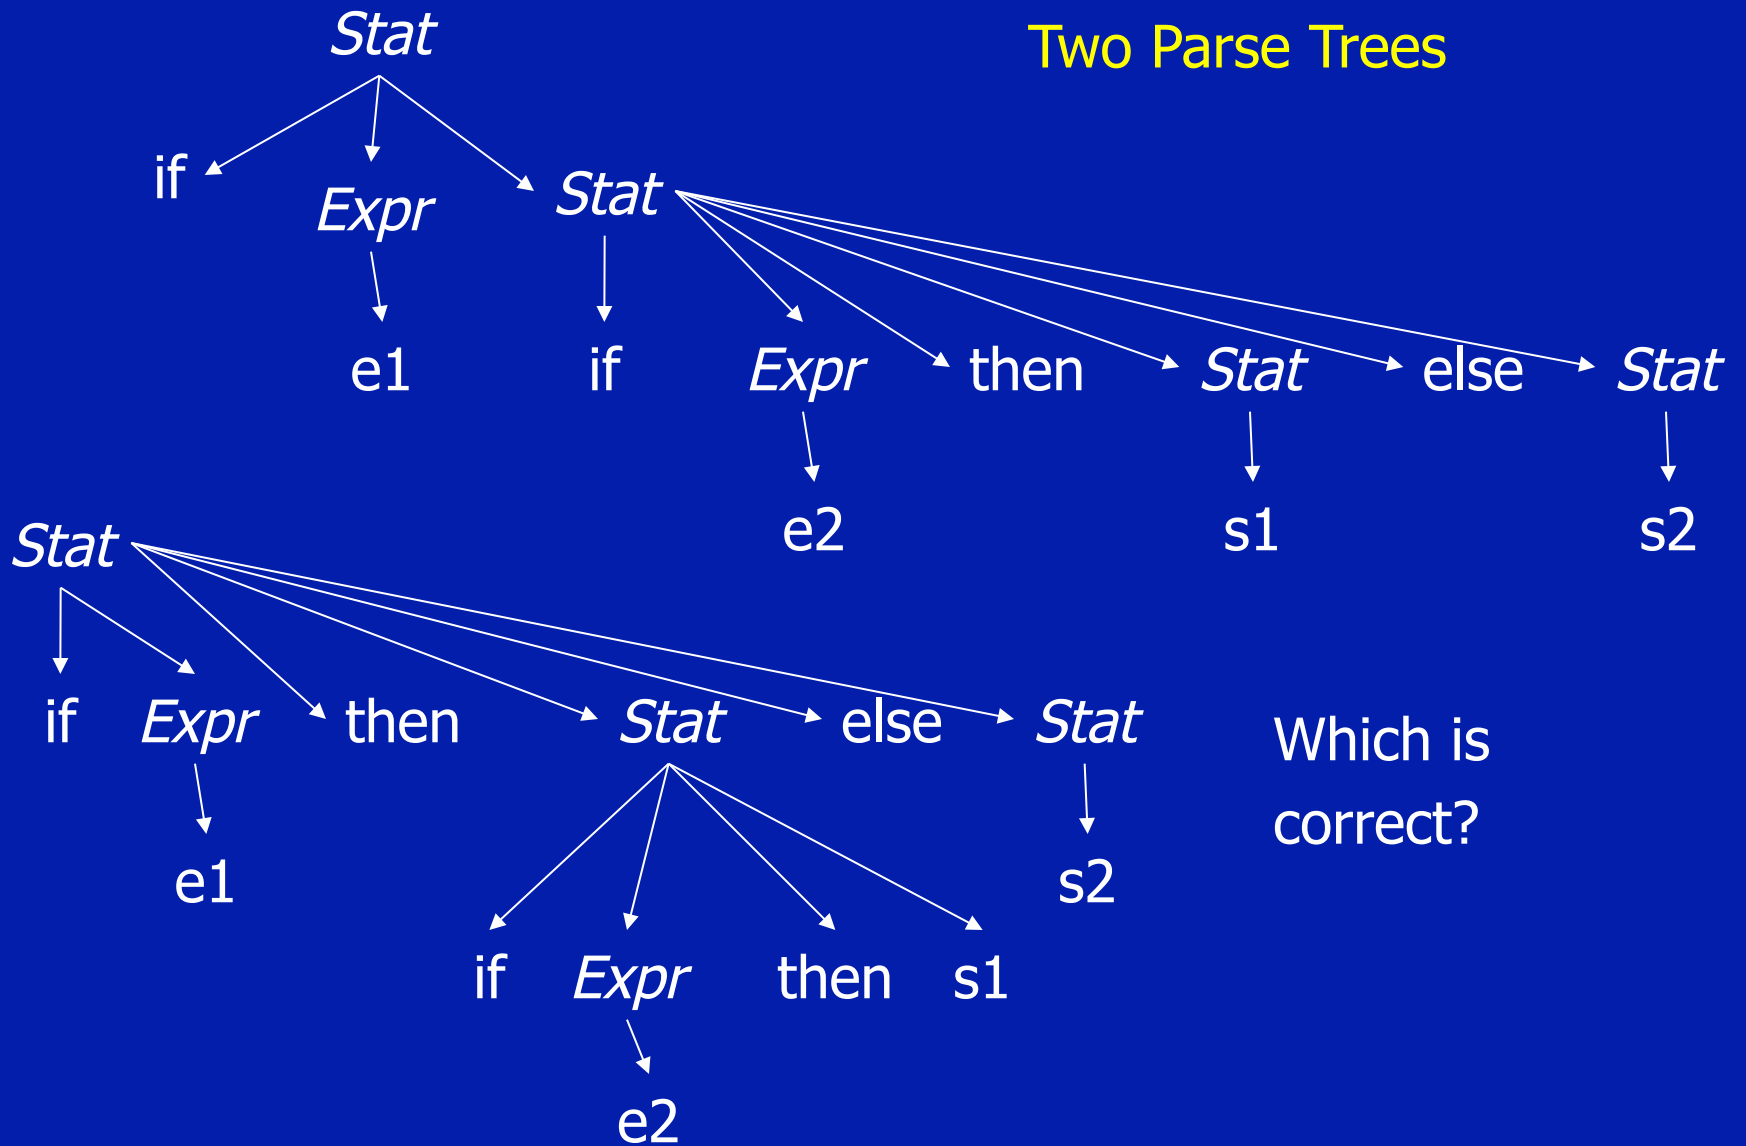 Stat
Two Parse Trees
if
Expr
Stat
e1 if Expr then Stat else Stat
e2 s1 s2
Stat
if Expr then Stat else Stat
Which is
correct?
e1 s2
if Expr then s1
e2